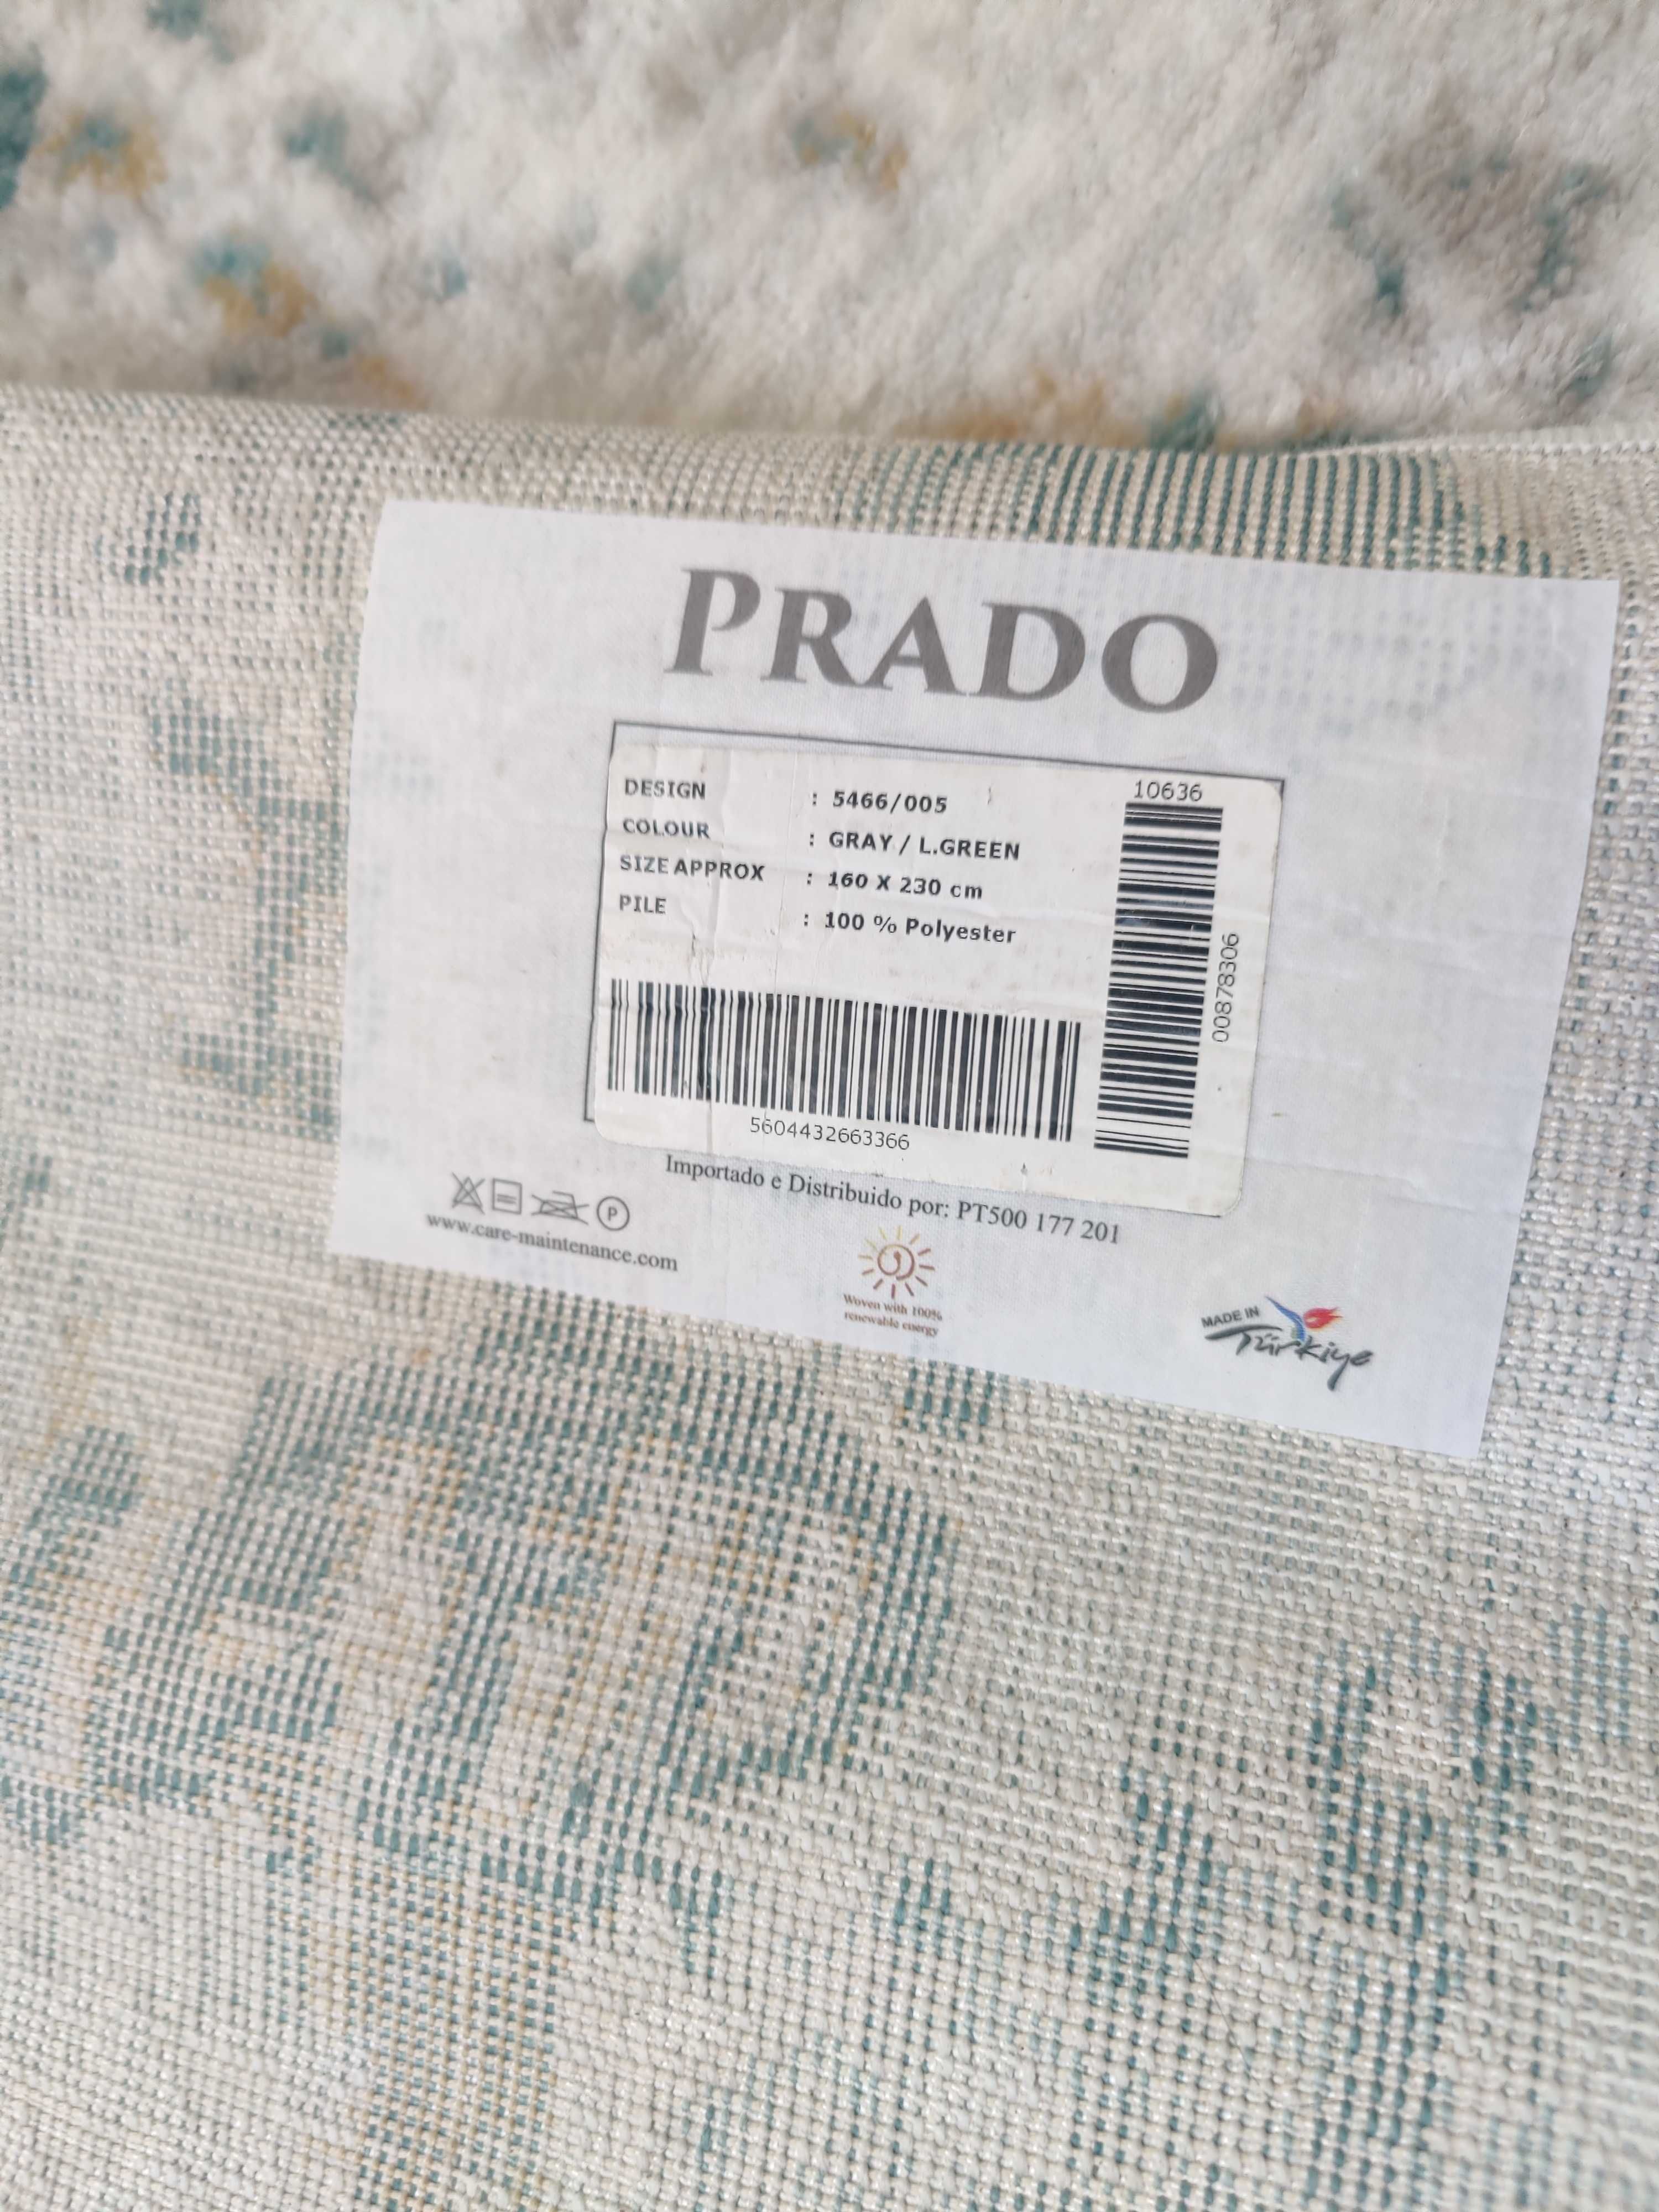 PRADO
10636
DESIGN : 5466/005
COLOUR : GRAY / L.GREEN
SIZE APPROX : 160 X 230 cm
PILE : 100 % Polyester
00878306
5604432663366
Importado e Distribuido por: PT500 177 201
P
www.care-maintenance.com
Woven with 100%
renewable energy
MADE IN
Türkiye